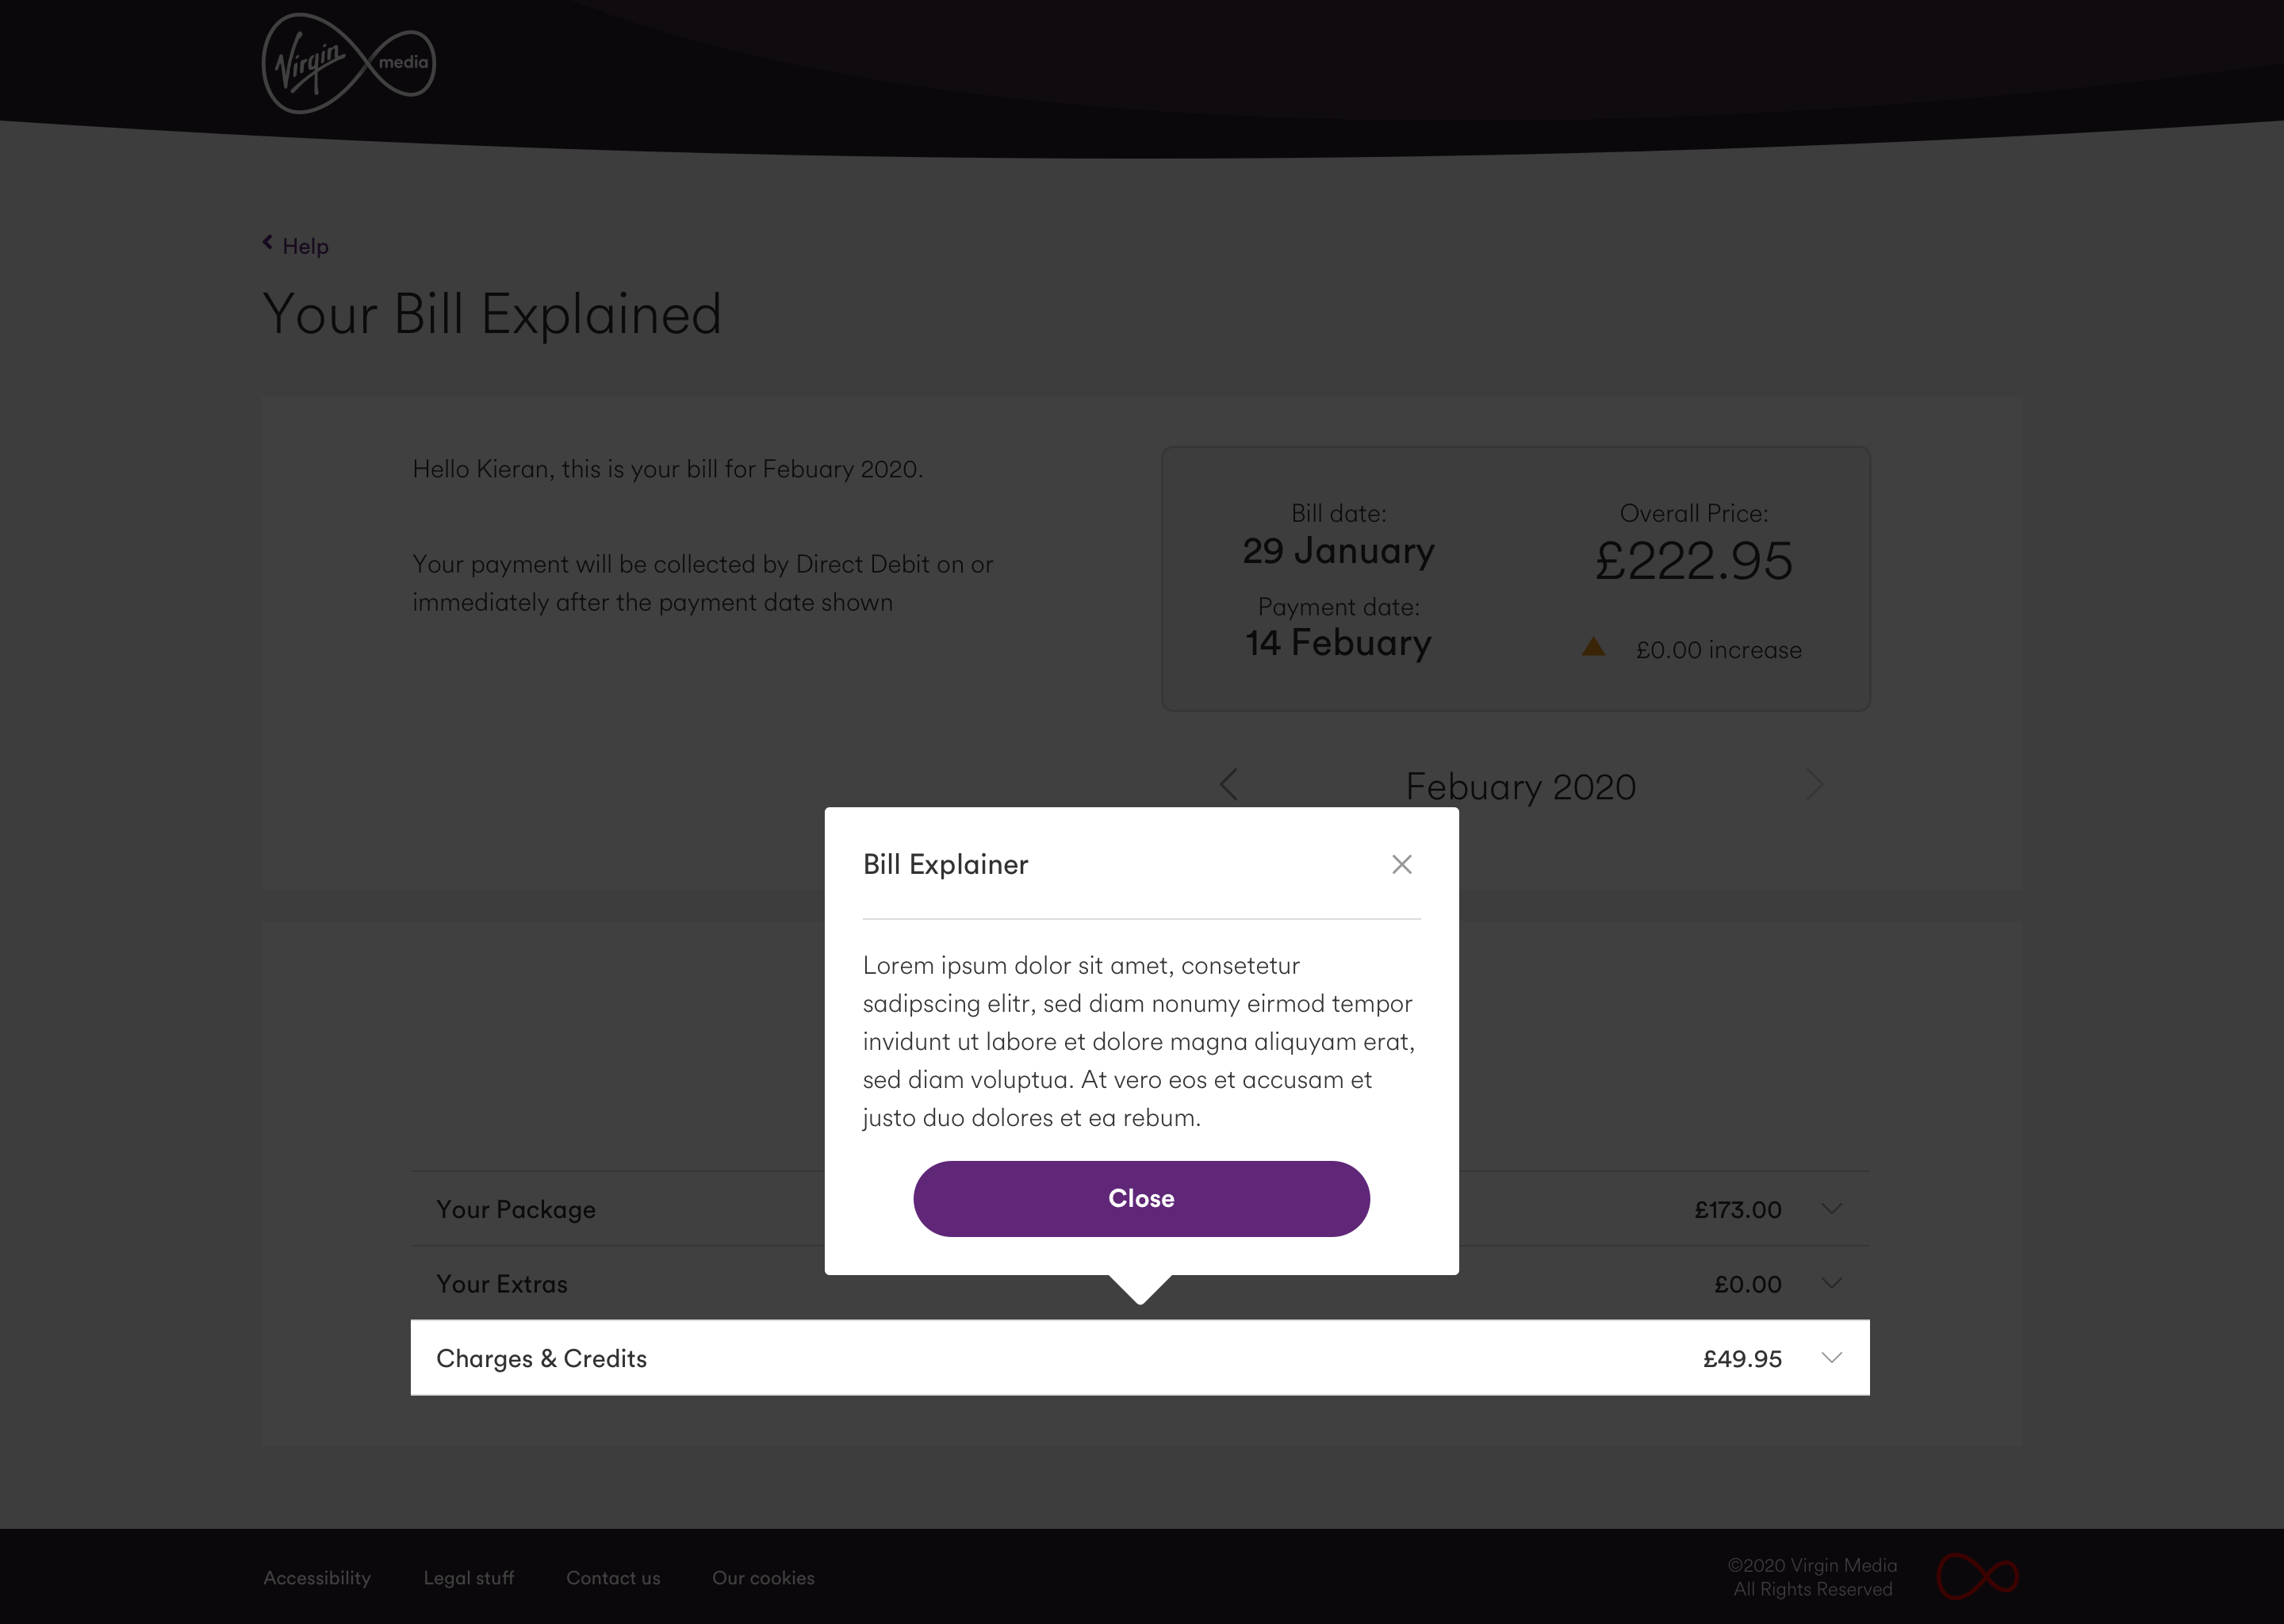 Virgin media
Help
Your Bill Explained
Hello Kieran, this is your bill for Febuary 2020.
Your payment will be collected by Direct Debit on or
immediately after the payment date shown
Bill date:
29 January
Payment date:
14 Febuary
Overall Price:
£222.95
£0.00 increase
Febuary 2020
Bill Explainer
Lorem ipsum dolor sit amet, consetetur
sadipscing elitr, sed diam nonumy eirmod tempor
invidunt ut labore et dolore magna aliquyam erat,
sed diam voluptua. At vero eos et accusam et
justo duo dolores et ea rebum.
Close
Your Package £173.00
Your Extras £0.00
Charges & Credits £49.95
Accessibility Legal stuff Contact us Our cookies
©2020 Virgin Media
All Rights Reserved